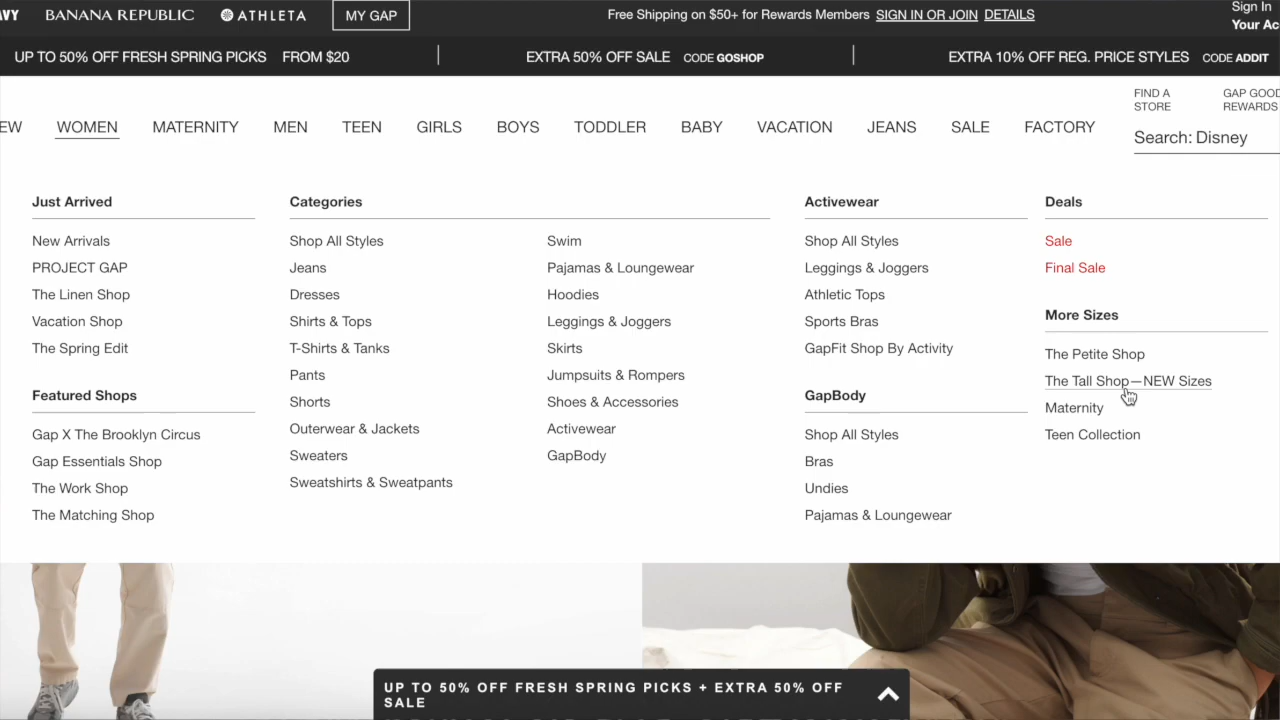 BANANA REPUBLIC
ATHLETA
MY GAP
Free Shipping on $50+ for Rewards Members SIGN IN OR JOIN DETAILS
Sign In
Your
UP TO 50% OFF FRESH SPRING PICKS FROM $20
EXTRA 50% OFF SALE CODE GOSHOP
EXTRA 10% OFF REG. PRICE STYLES CODE ADDIT
FIND A
STORE
GAP GOOD
REWARDS
WOMEN
MATERNITY
MEN
TEEN
GIRLS
BOYS
TODDLER
BABY
VACATION
JEANS
SALE
FACTORY
Search: Disney
Just Arrived
New Arrivals
PROJECT GAP
The Linen Shop
Vacation Shop
The Spring Edit
Featured Shops
Gap X The Brooklyn Circus
Gap Essentials Shop
The Work Shop
The Matching Shop
Categories
Shop All Styles
Jeans
Dresses
Shirts & Tops
T-Shirts & Tanks
Pants
Shorts
Outerwear & Jackets
Sweaters
Sweatshirts & Sweatpants
Swim
Pajamas & Loungewear
Hoodies
Leggings & Joggers
Skirts
Jumpsuits & Rompers
Shoes & Accessories
Activewear
GapBody
Activewear
Shop All Styles
Leggings & Joggers
Athletic Tops
Sports Bras
GapFit Shop By Activity
GapBody
Shop All Styles
Bras
Undies
Pajamas & Loungewear
Deals
Sale
Final Sale
More Sizes
The Petite Shop
The Tall Shop—NEW Sizes
Maternity
Teen Collection
UP TO 50% OFF FRESH SPRING PICKS + EXTRA 50% OFF
SALE